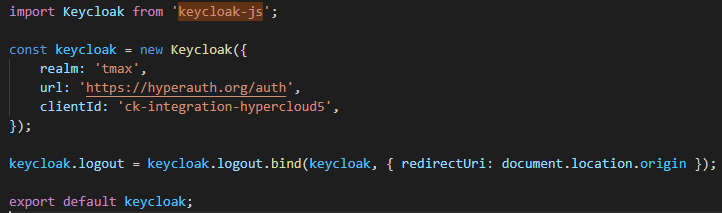 import Keycloak from 'keycloak-js';
const keycloak = new Keycloak({
    realm: 'tmax',
    url: 'https://hyperauth.org/auth',
    clientId: 'ck-integration-hypercloud5',
});
keycloak.logout = keycloak.logout.bind(keycloak, { redirectUri: document.location.origin });
export default keycloak;